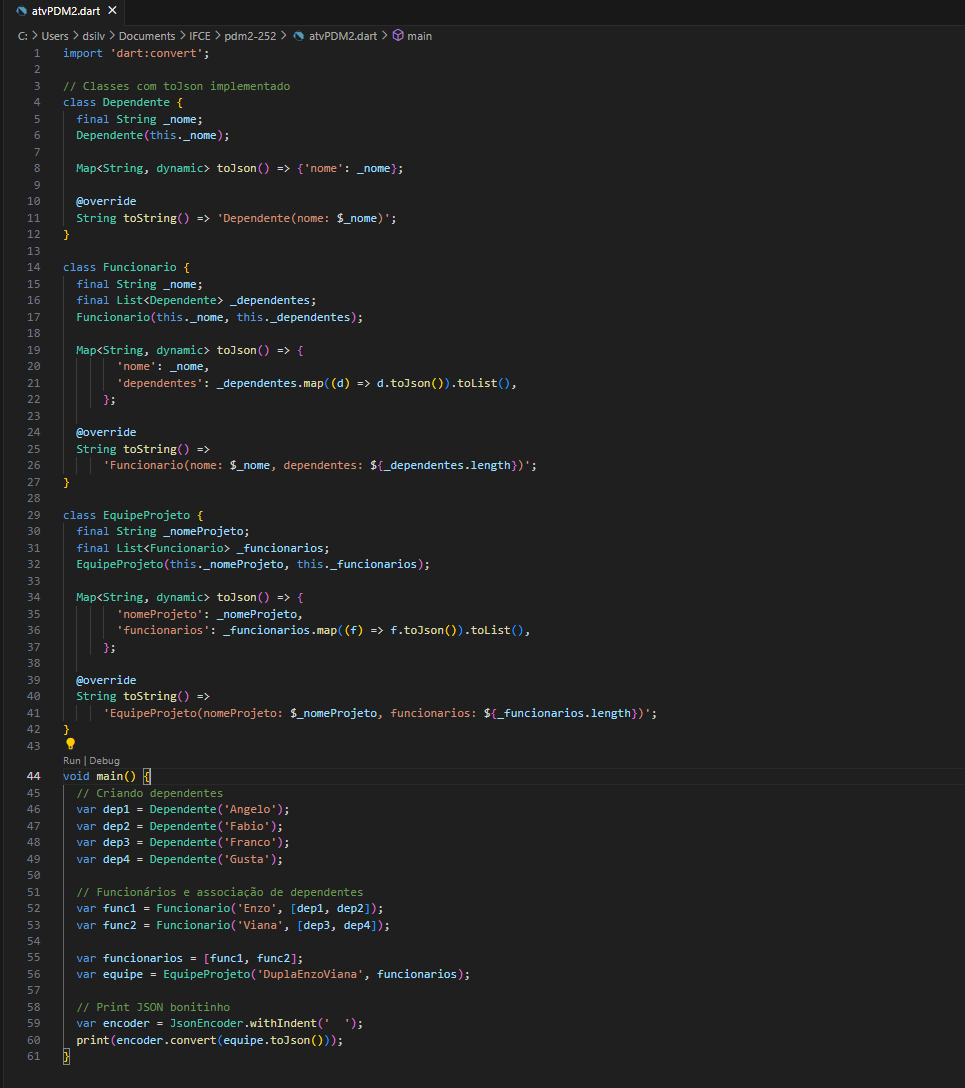 atvPDM2.dart
C: > Users > dsilv > Documents > IFCE > pdm2-252 > atvPDM2.dart > main
1 import 'dart:convert';
2
3 // Classes com toJson implementado
4 class Dependente {
5   final String _nome;
6   Dependente(this._nome);
7
8   Map<String, dynamic> toJson() => {'nome': _nome};
9
10   @override
11   String toString() => 'Dependente(nome: $_nome)';
12 }
13
14 class Funcionario {
15   final String _nome;
16   final List<Dependente> _dependentes;
17   Funcionario(this._nome, this._dependentes);
18
19   Map<String, dynamic> toJson() => {
20         'nome': _nome,
21         'dependentes': _dependentes.map((d) => d.toJson()).toList(),
22       };
23
24   @override
25   String toString() =>
26       'Funcionario(nome: $_nome, dependentes: ${_dependentes.length})';
27 }
28
29 class EquipeProjeto {
30   final String _nomeProjeto;
31   final List<Funcionario> _funcionarios;
32   EquipeProjeto(this._nomeProjeto, this._funcionarios);
33
34   Map<String, dynamic> toJson() => {
35         'nomeProjeto': _nomeProjeto,
36         'funcionarios': _funcionarios.map((f) => f.toJson()).toList(),
37       };
38
39   @override
40   String toString() =>
41       'EquipeProjeto(nomeProjeto: $_nomeProjeto, funcionarios: ${_funcionarios.length})';
42 }
43
Run | Debug
44 void main() {
45   // Criando dependentes
46   var dep1 = Dependente('Angelo');
47   var dep2 = Dependente('Fabio');
48   var dep3 = Dependente('Franco');
49   var dep4 = Dependente('Gusta');
50
51   // Funcionários e associação de dependentes
52   var func1 = Funcionario('Enzo', [dep1, dep2]);
53   var func2 = Funcionario('Viana', [dep3, dep4]);
54
55   var funcionarios = [func1, func2];
56   var equipe = EquipeProjeto('DuplaEnzoViana', funcionarios);
57
58   // Print JSON bonitinho
59   var encoder = JsonEncoder.withIndent('  ');
60   print(encoder.convert(equipe.toJson()));
61 }